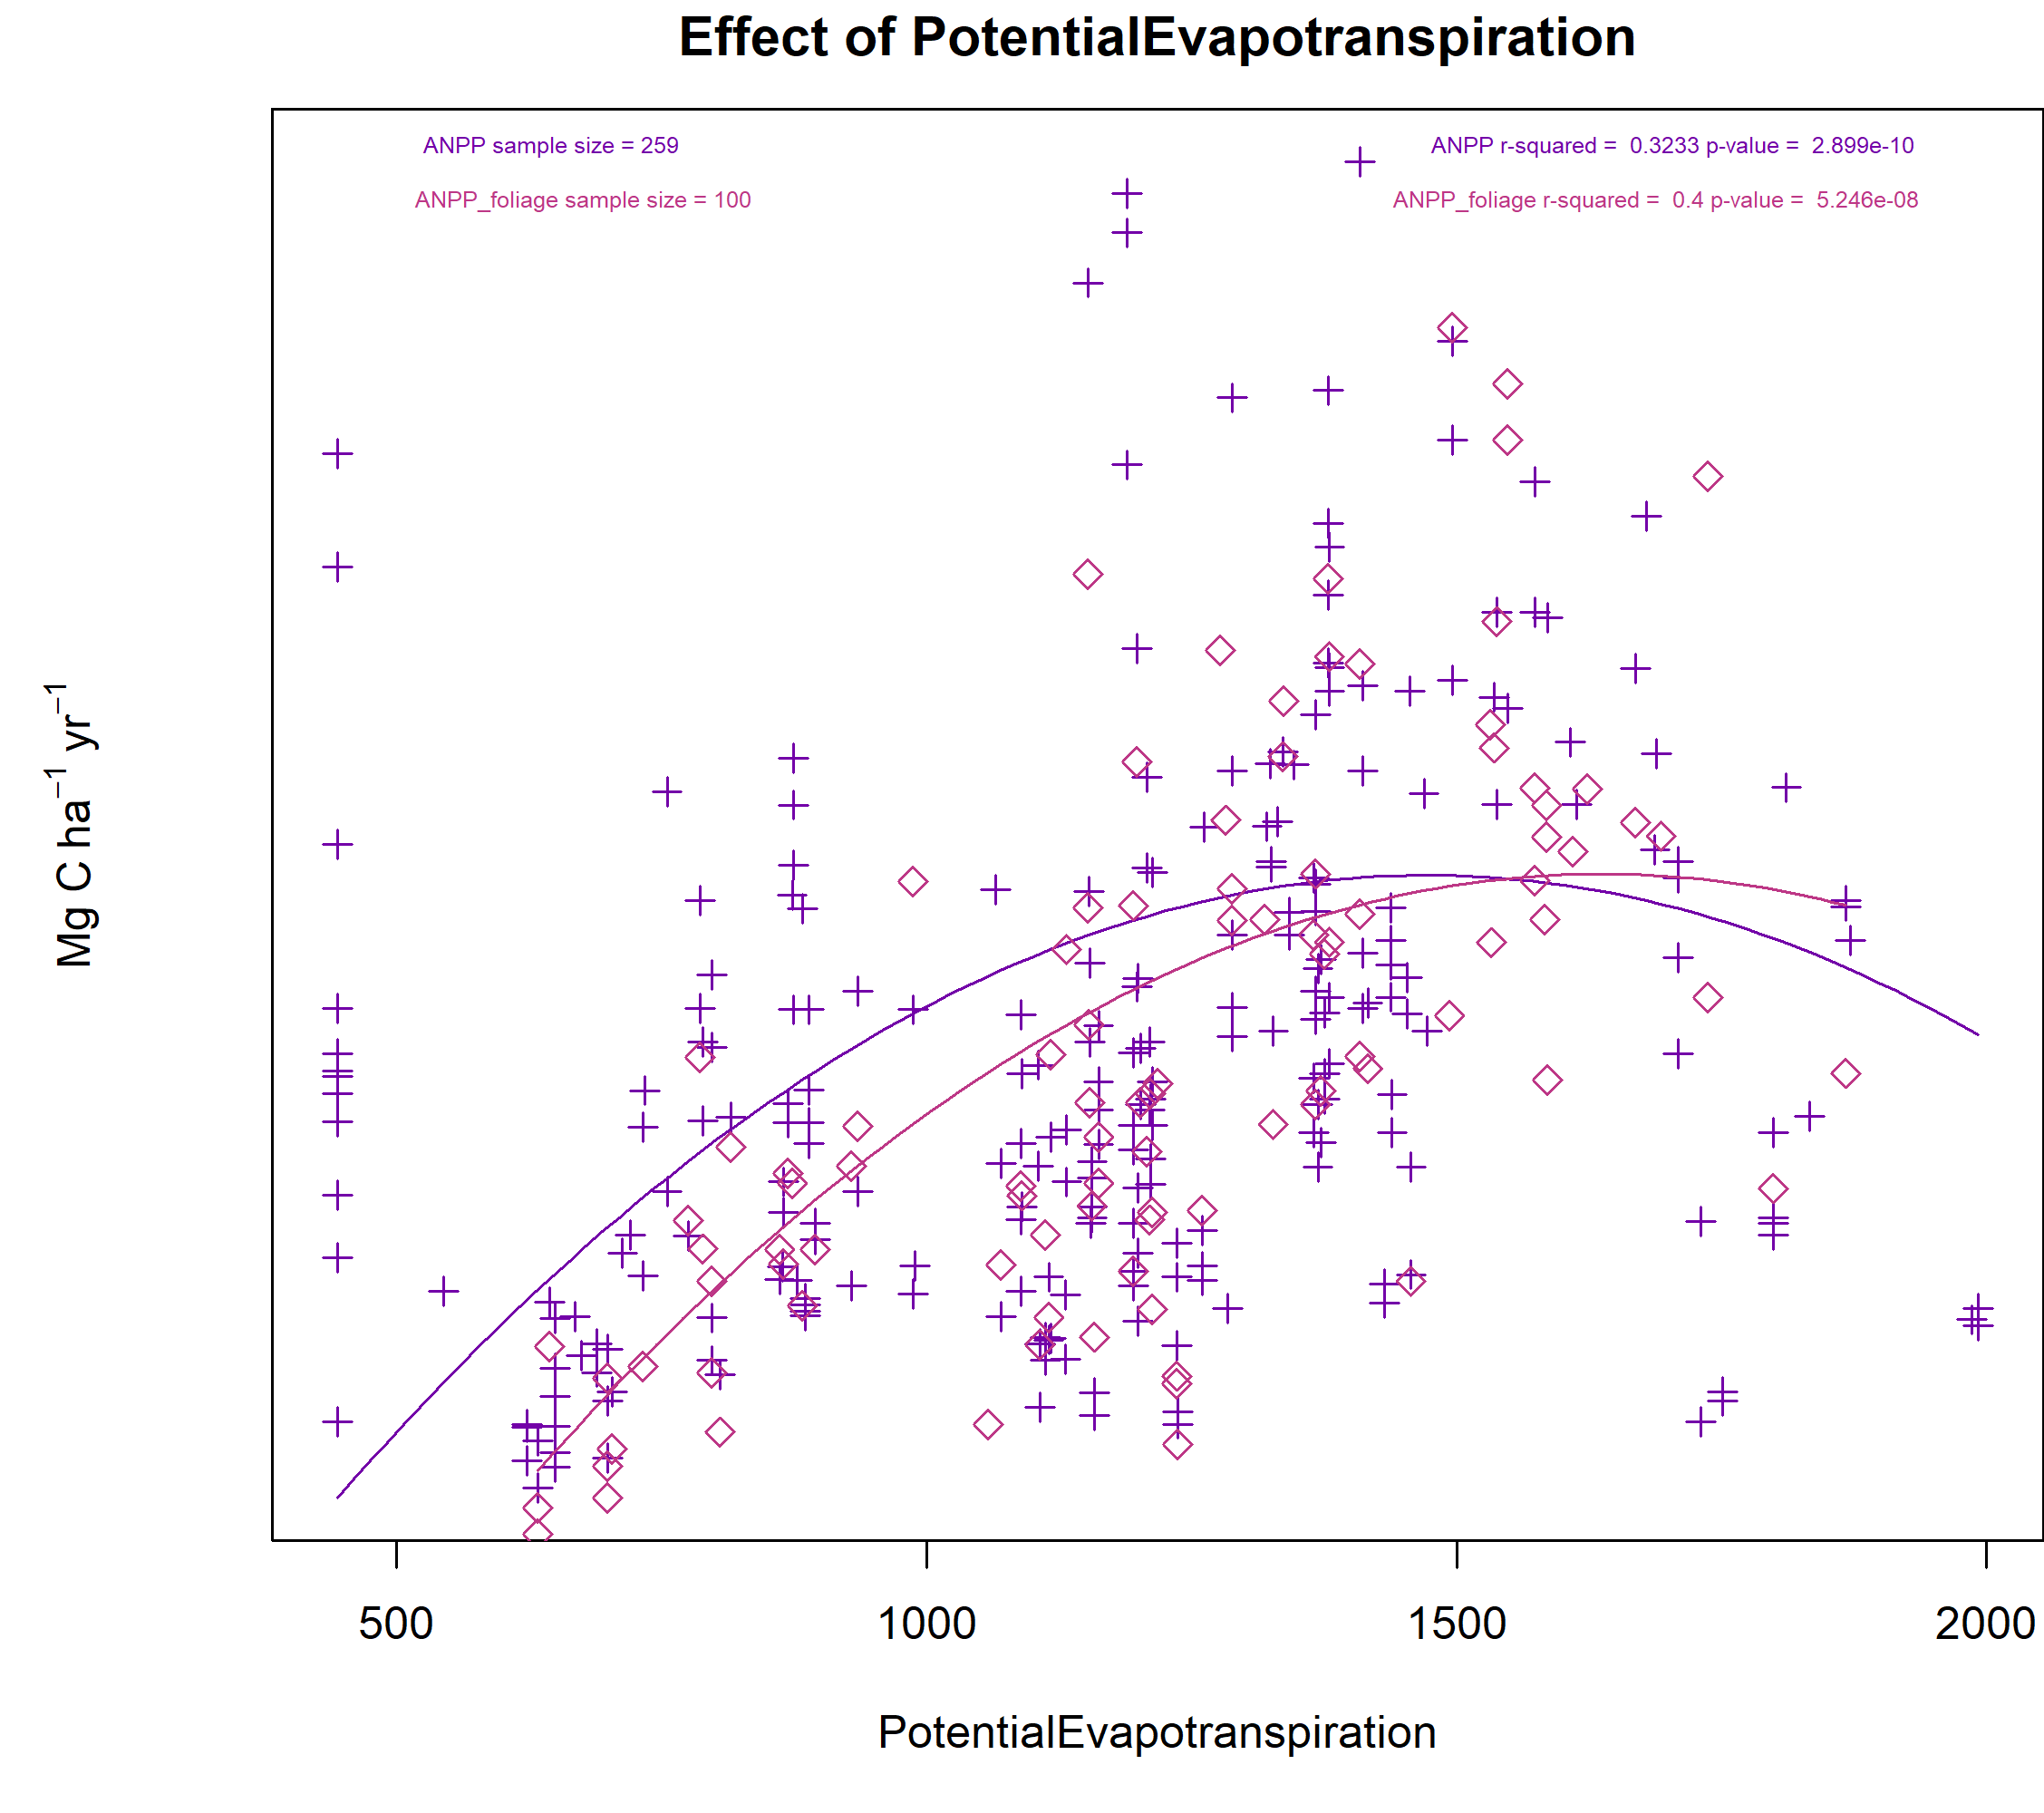 Effect of PotentialEvapotranspiration
ANPP sample size = 259
ANPP r-squared = 0.3233 p-value = 2.899e-10
ANPP_foliage sample size = 100
ANPP_foliage r-squared = 0.4 p-value = 5.246e-08
Mg C ha⁻¹ yr⁻¹
500 1000 1500 2000
PotentialEvapotranspiration